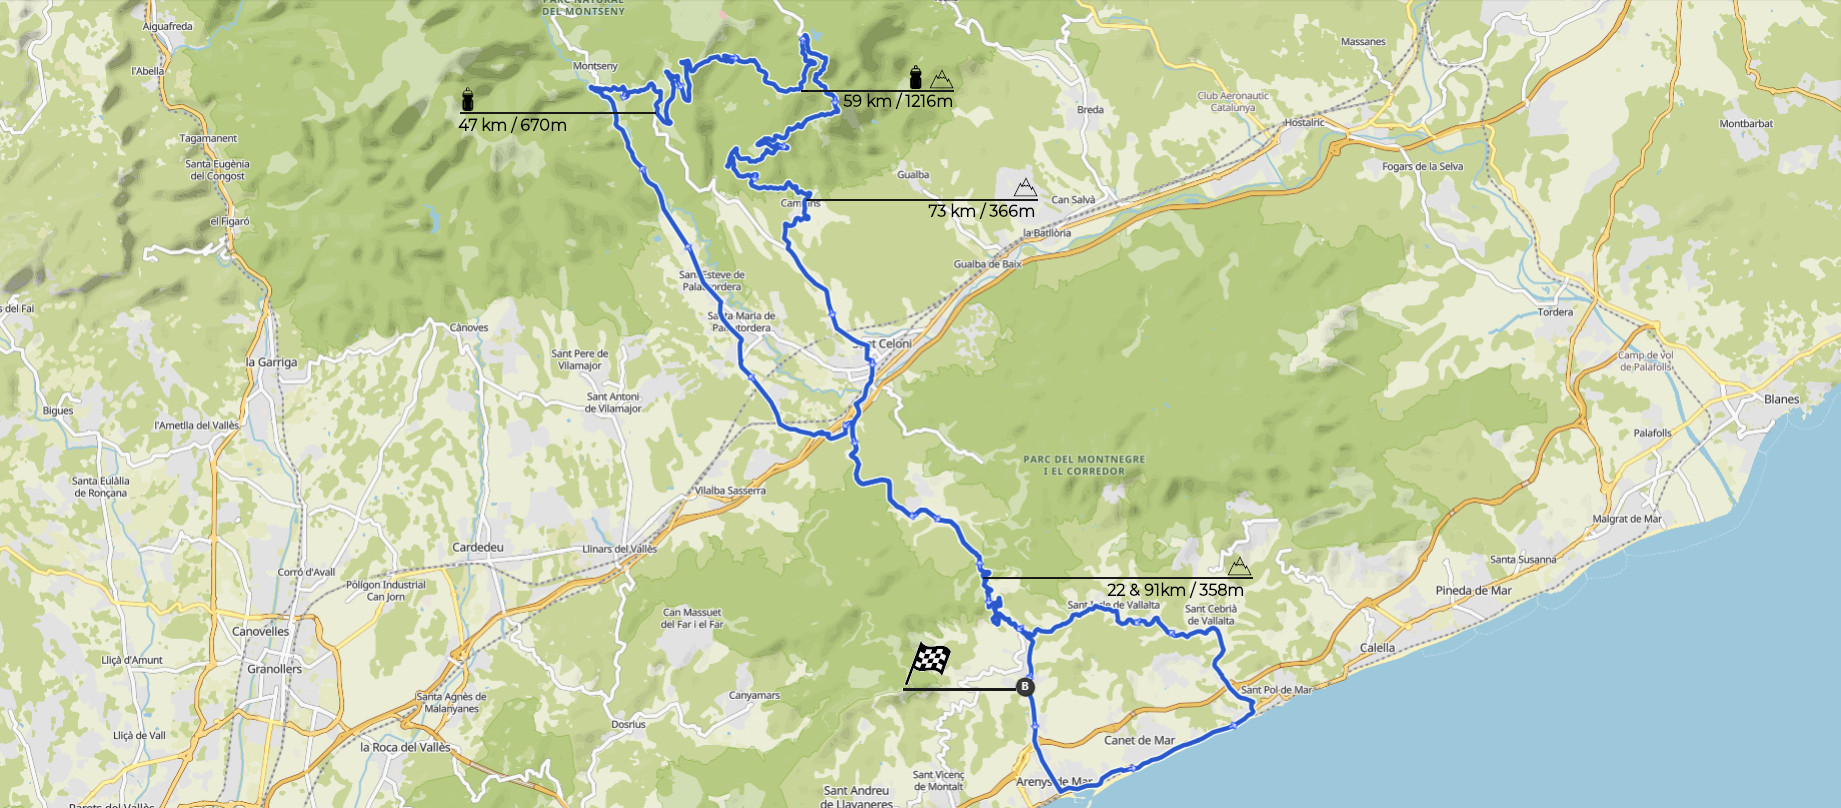 PARC NATURAL
DEL MONTSENY
Aiguafreda
Massanes
l'Abella
Montseny
Club Aeronautic
Catalunya
59 km / 1216m
Breda
47 km / 670m
Hostalric
Montbarbat
Tagamanent
Santa Eugènia
del Congost
Fogars de la Selva
Gualba
Can Salvà
73 km / 366m
el Figaró
la Batllòria
Gualba de Baix
Sant Esteve de
Palautordera
s del Fai
Tordera
Santa Maria de
Palautordera
Cànoves
Sant Celoni
Sant Pere de
Vilamajor
la Garriga
Camp de vol
de Palafolls
Blanes
Sant Antoni
de Vilamajor
Bigues
l'Ametlla del Vallès
Palafolls
PARC DEL MONTNEGRE
I EL CORREDOR
Santa Eulàlia
de Ronçana
Vilalba Sasserra
Malgrat de Mar
Cardedeu
Llinars del Vallès
Santa Susanna
Corró d'Avall
Pòligon Industrial
Can Jorn
22 & 91km / 358m
Pineda de Mar
Sant Cebrià
de Vallalta
Can Massuet
del Far i el Far
Canovelles
Calella
Lliçà d'Amunt
Granollers
B
Sant Pol de Mar
Santa Agnès de
Malanyanes
Canyamars
Dosrius
Lliçà de Vall
la Roca del Vallès
Canet de Mar
Sant Vicenç
de Montalt
Arenys de Mar
Sant Andreu
de Llavaneres
Parets del Vallès